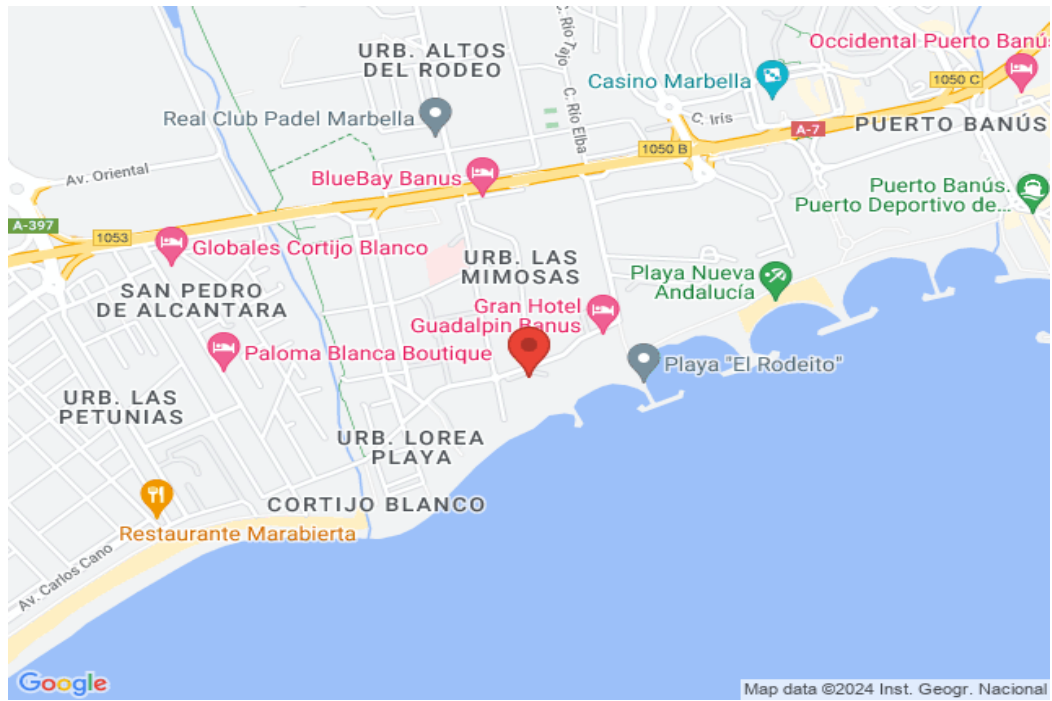 URB. ALTOS
DEL RODEO
C. Río Tajo
C. Río Elba
Occidental Puerto Banús
Casino Marbella
1050 C
Real Club Padel Marbella
C. Iris
A-7
PUERTO BANÚS
1050 B
Av. Oriental
BlueBay Banus
Puerto Banús.
Puerto Deportivo de...
A-397
1053
Globales Cortijo Blanco
URB. LAS
MIMOSAS
Playa Nueva
Andalucía
SAN PEDRO
DE ALCANTARA
Gran Hotel
Guadalpin Banus
Paloma Blanca Boutique
Playa "El Rodeito"
URB. LAS
PETUNIAS
URB. LOREA
PLAYA
CORTIJO BLANCO
Restaurante Marabierta
Av. Carlos Cano
Google
Map data ©2024 Inst. Geogr. Nacional